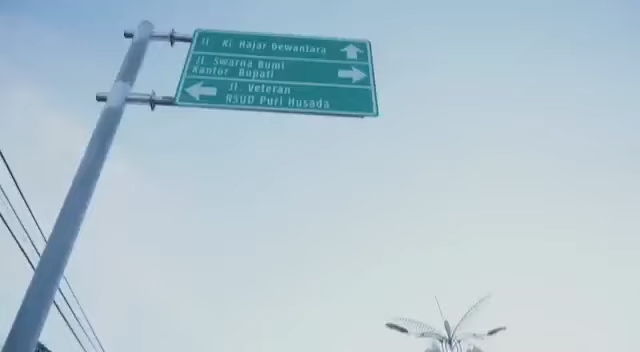 Jl. Ki. Hajar Dewantara
Jl. Swarna Bumi
Kantor Bupati
Jl. Veteran
RSUD Puri Husada